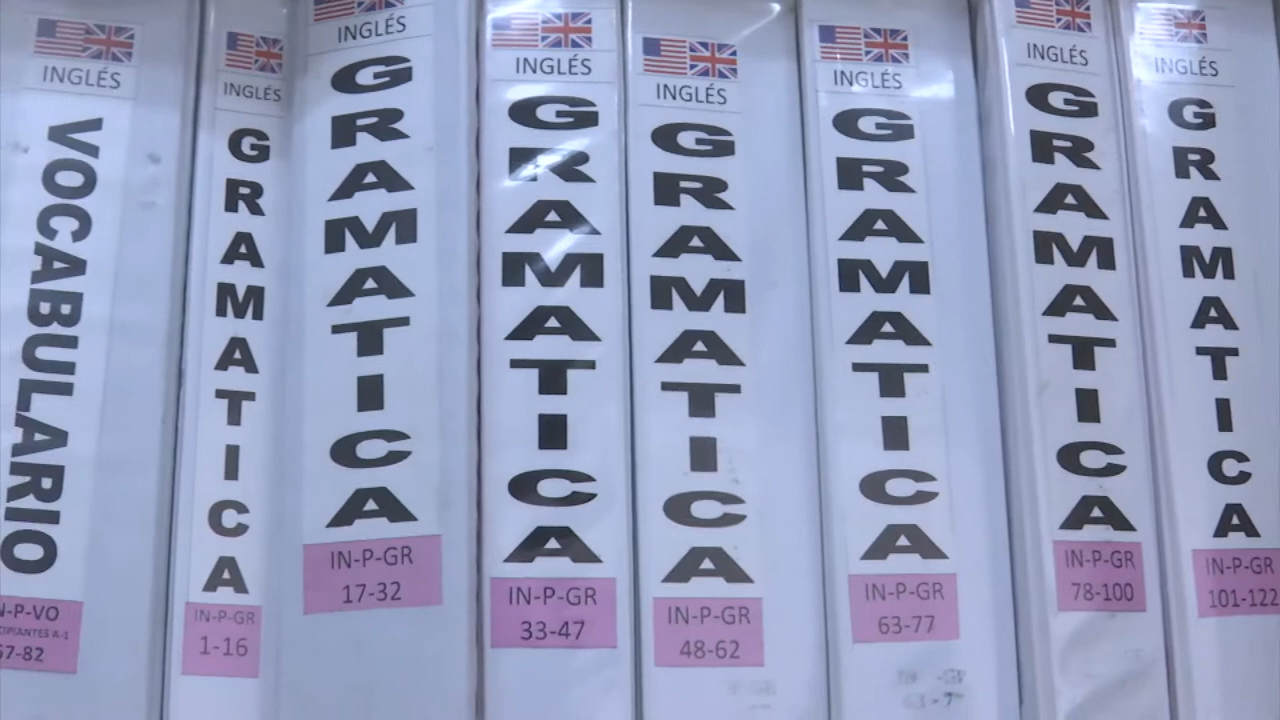 INGLÉS
VOCABULARIO
N-P-VO
CIPIANTES A-1
67-82
INGLÉS
GRAMATICA
IN-P-GR
1-16
INGLÉS
GRAMATICA
IN-P-GR
17-32
INGLÉS
GRAMATICA
IN-P-GR
33-47
INGLÉS
GRAMATICA
IN-P-GR
48-62
INGLÉS
GRAMATICA
IN-P-GR
63-77
INGLÉS
GRAMATICA
IN-P-GR
78-100
INGLÉS
GRAMATICA
IN-P-GR
101-122